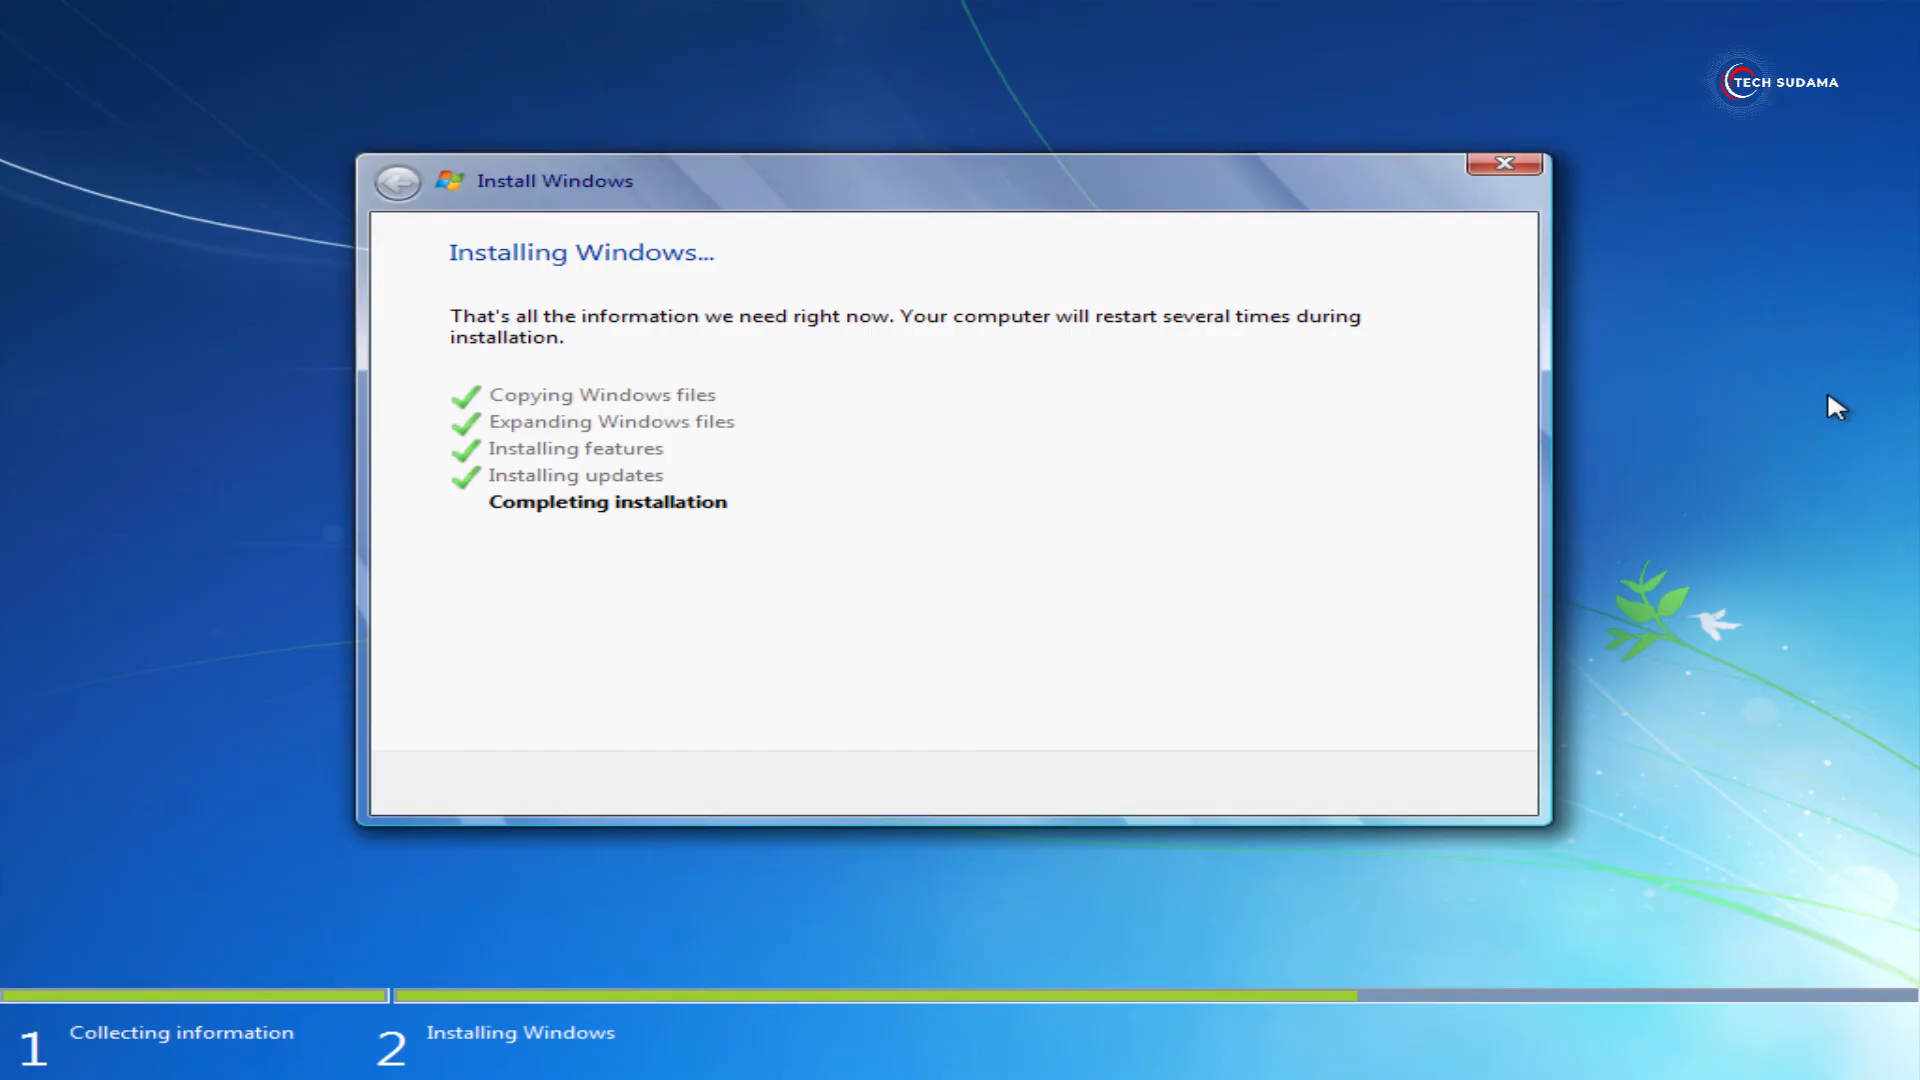 TECH SUDAMA
Install Windows
Installing Windows...
That's all the information we need right now. Your computer will restart several times during
installation.
Copying Windows files
Expanding Windows files
Installing features
Installing updates
Completing installation
1 Collecting information
2 Installing Windows